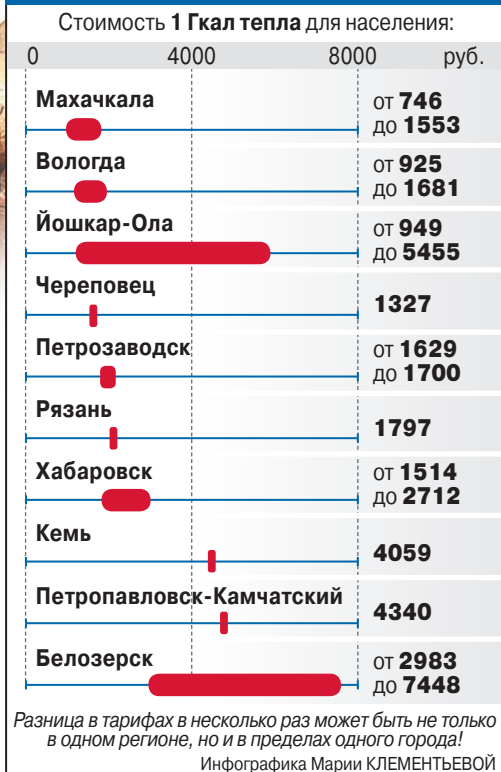 Стоимость 1 Гкал тепла для населения:
0 4000 8000 руб.
Махачкала
от 746
до 1553
Вологда
от 925
до 1681
Йошкар-Ола
от 949
до 5455
Череповец
1327
Петрозаводск
от 1629
до 1700
Рязань
1797
Хабаровск
от 1514
до 2712
Кемь
4059
Петропавловск-Камчатский
4340
Белозерск
от 2983
до 7448
Разница в тарифах в несколько раз может быть не только
в одном регионе, но и в пределах одного города!
Инфографика Марии КЛЕМЕНТЬЕВОЙ